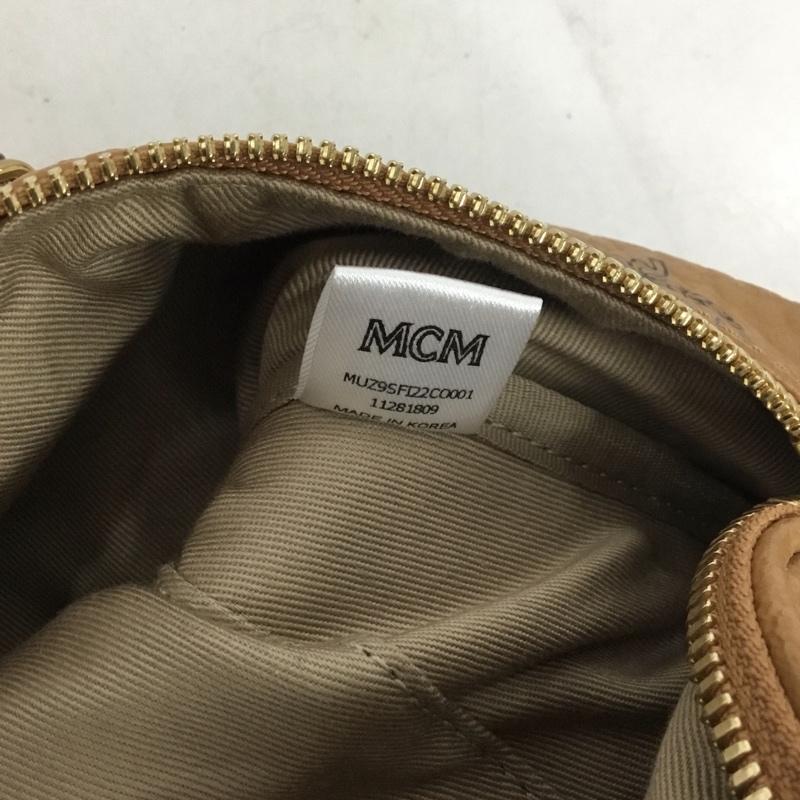 MCM
MUZ9SFI22CO001
11281809
MADE IN KOREA